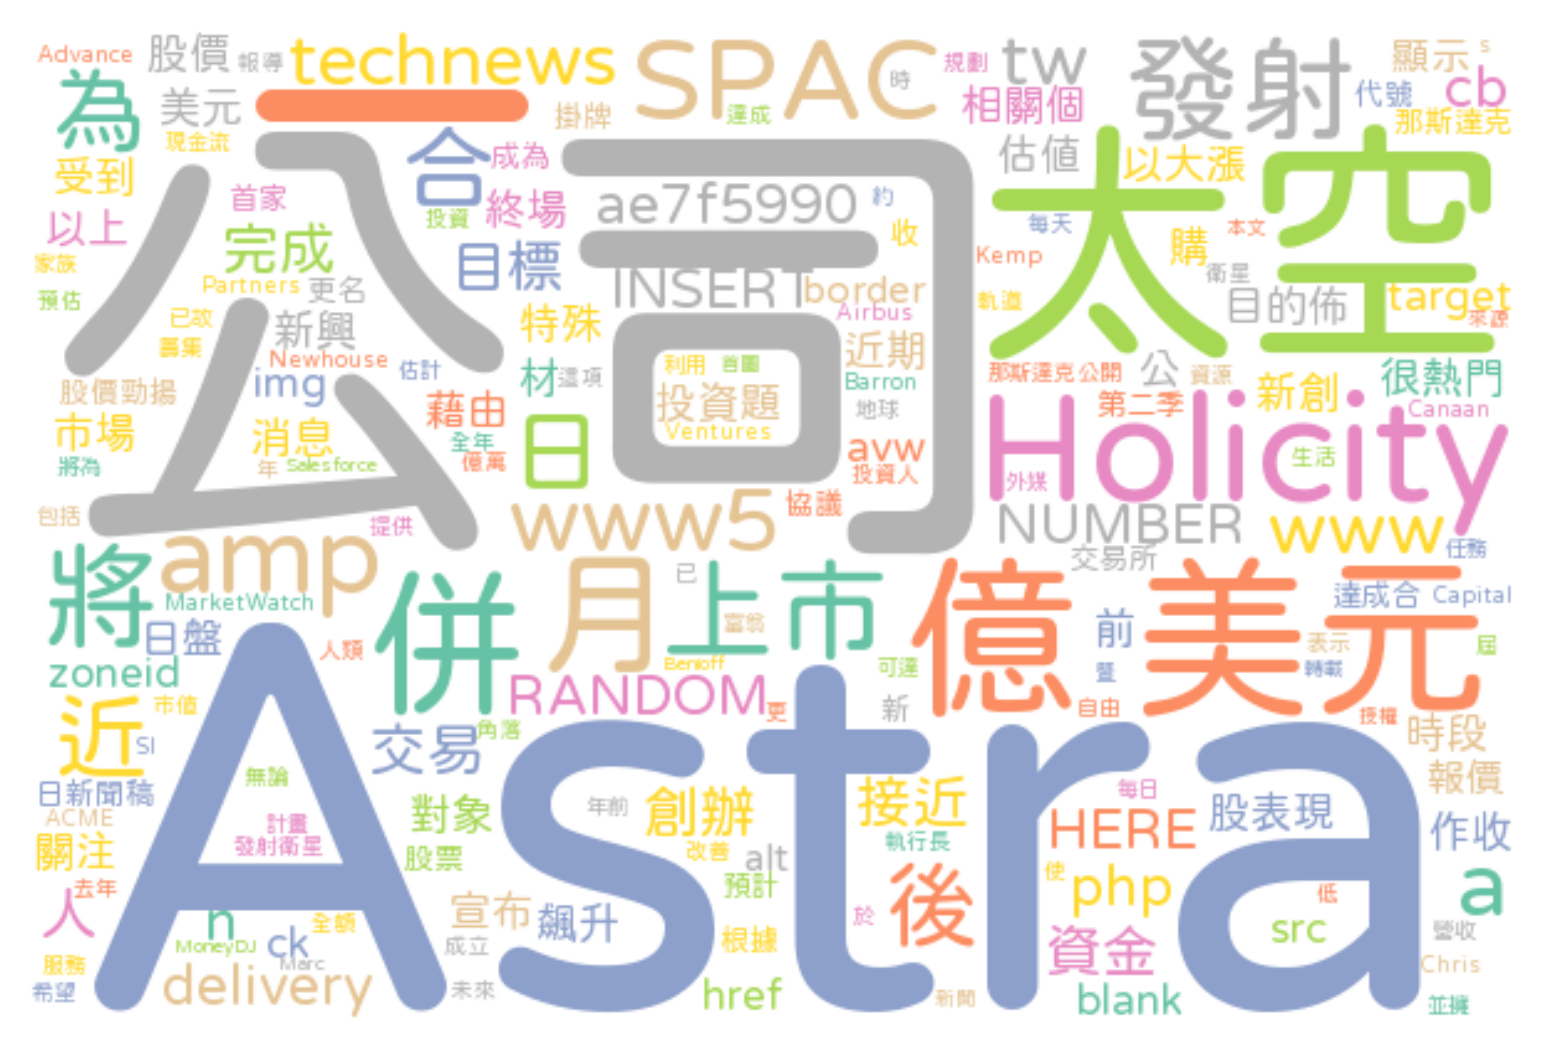 Advance 股價 報導 technews SPAC 時 規劃 tw 發射 顯示 s
為 美元 一 掛牌 達成 相關個 代號 cb
現金流 合 成為 公司 估值 以大漲 太空 那斯達克
受到 首家 投資 終場 ae7f5990 約 每天 本文
以上 完成 目標 收 Kemp 購 衛星
家族 Partners 更名 INSERT border 軌道 目的佈 target
預估 已故 新興 特殊 Airbus 來源
籌集 Newhouse 近期 那斯達克公開 公 資源 很熱門
股價勁揚 img 估計 材 這項 利用 首圖 Barron 第二季 新創 Canaan
市場 消息 藉由 日 投資題 地球 Holicity
將為 年 Salesforce 全年 億萬 Ventures avw 投資人 外媒 生活
包括 提供 www5 協議 NUMBER www
將 amp 併 月 已 上市 億 美元 交易所 任務
MarketWatch 富翁 前 達成合 Capital
日盤 人類 Benioff 可達 暨 表示 轉載 屆
zoneid RANDOM 更 新 自由 授權
近 市值 SI 交易 角落 Astra 時段
日新聞稿 無論 對象 年前 創辦 接近 每日 股表現 報價
ACME 計畫 HERE 作收
關注 發射衛星 股票 改善 alt 執行長
人 去年 預計 後 使 php 低 a
n 全額 宣布 飆升 於 src
MoneyDJ ck 成立 根據 資金 營收
服務 Marc Chris
希望 delivery 未來 href 新聞 blank 並擁